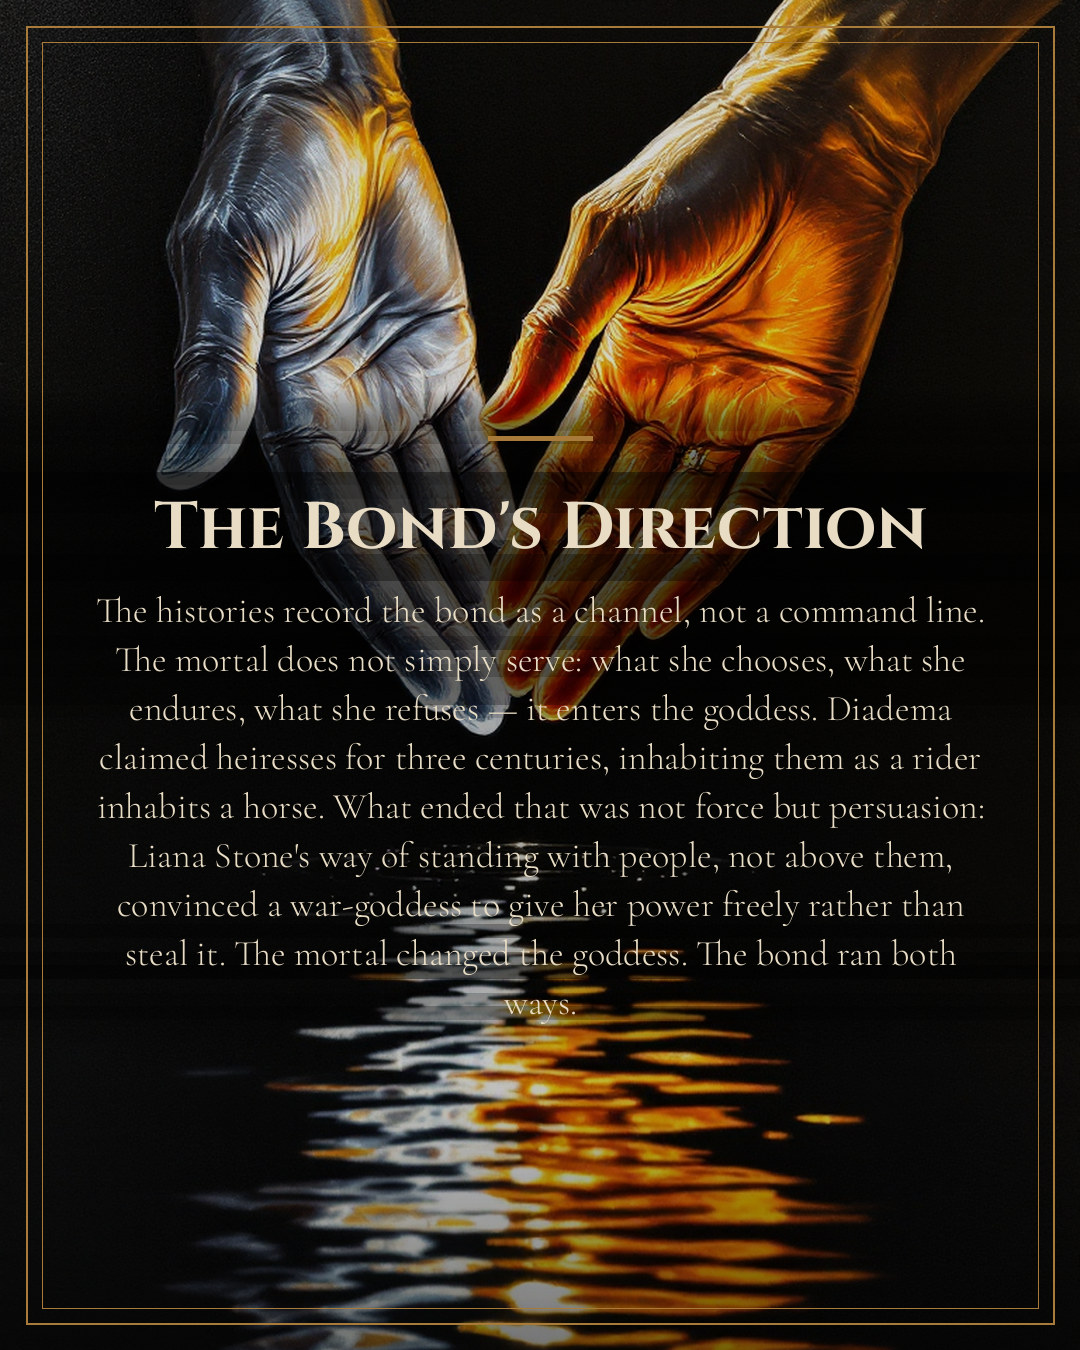 The Bond's Direction
The histories record the bond as a channel, not a command line.
The mortal does not simply serve: what she chooses, what she
endures, what she refuses — it enters the goddess. Diadema
claimed heiresses for three centuries, inhabiting them as a rider
inhabits a horse. What ended that was not force but persuasion:
Liana Stone's way of standing with people, not above them,
convinced a war-goddess to give her power freely rather than
steal it. The mortal changed the goddess. The bond ran both
ways.